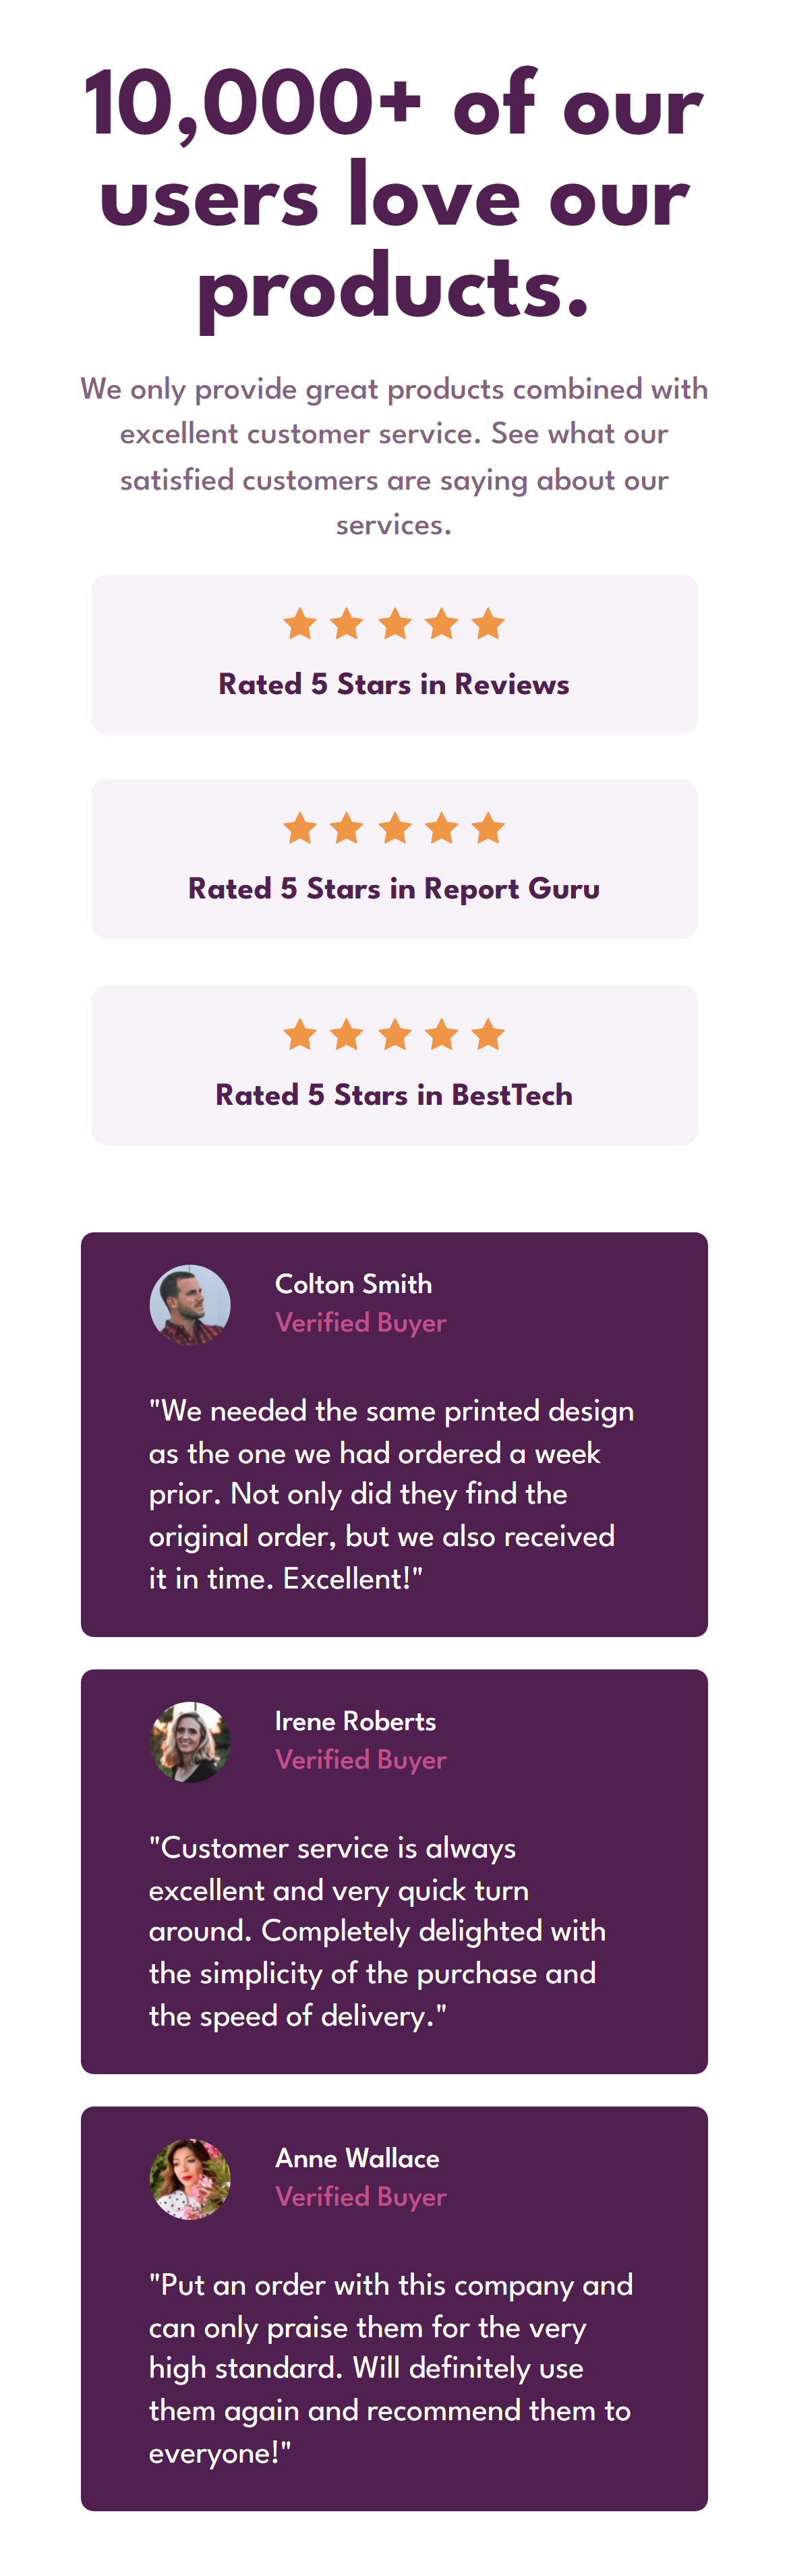 10,000+ of our
users love our
products.
We only provide great products combined with
excellent customer service. See what our
satisfied customers are saying about our
services.
Rated 5 Stars in Reviews
Rated 5 Stars in Report Guru
Rated 5 Stars in BestTech
Colton Smith
Verified Buyer
"We needed the same printed design
as the one we had ordered a week
prior. Not only did they find the
original order, but we also received
it in time. Excellent!"
Irene Roberts
Verified Buyer
"Customer service is always
excellent and very quick turn
around. Completely delighted with
the simplicity of the purchase and
the speed of delivery."
Anne Wallace
Verified Buyer
"Put an order with this company and
can only praise them for the very
high standard. Will definitely use
them again and recommend them to
everyone!"